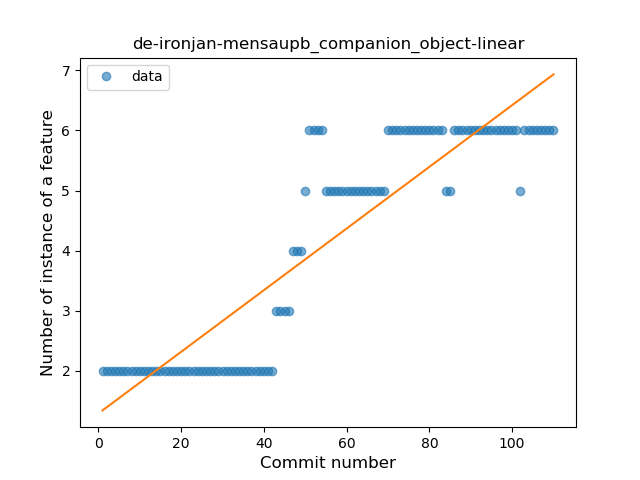 de-ironjan-mensaupb_companion_object-linear
data
Number of instance of a feature
7
6
5
4
3
2
0 20 40 60 80 100
Commit number